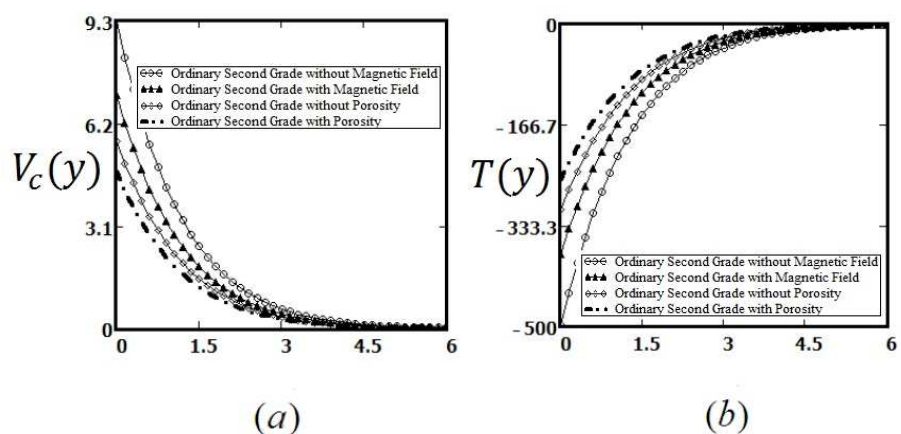 9.3
6.2
3.1
0
V_c(y)
Ordinary Second Grade without Magnetic Field
Ordinary Second Grade with Magnetic Field
Ordinary Second Grade without Porosity
Ordinary Second Grade with Porosity
0 1.5 3 4.5 6
(a)
0
-166.7
-333.3
-500
T(y)
Ordinary Second Grade without Magnetic Field
Ordinary Second Grade with Magnetic Field
Ordinary Second Grade without Porosity
Ordinary Second Grade with Porosity
0 1.5 3 4.5 6
(b)